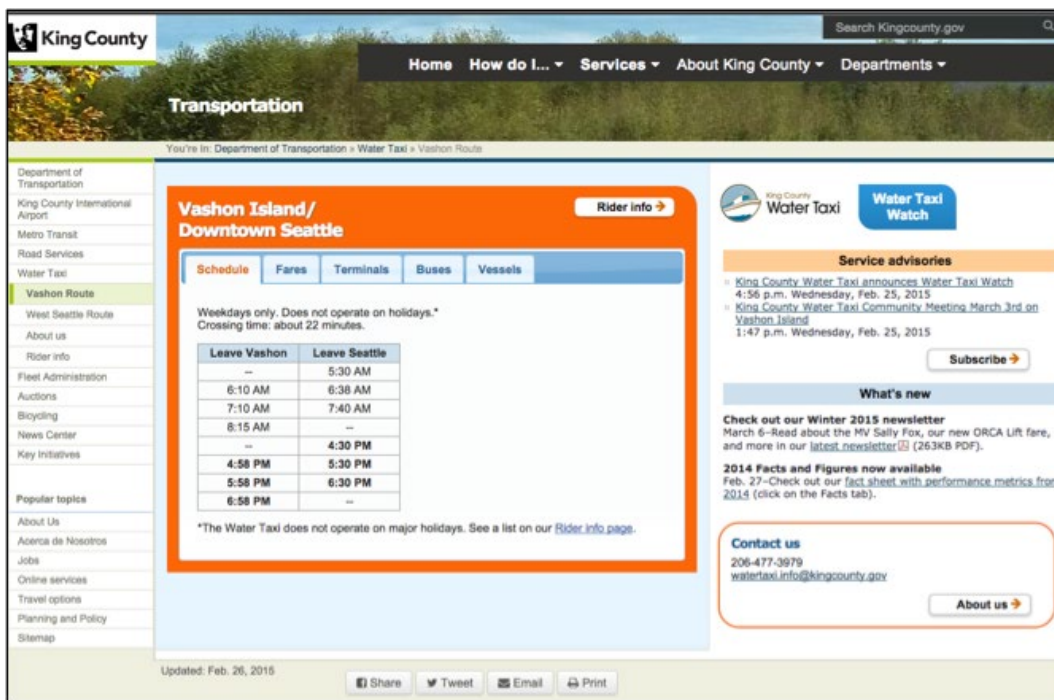 King County
Search Kingcounty.gov
Home How do I... Services About King County Departments
Transportation
You're in: Department of Transportation » Water Taxi » Vashon Route
Department of
Transportation
King County International
Airport
Metro Transit
Road Services
Water Taxi
Vashon Route
West Seattle Route
About us
Rider info
Fleet Administration
Auctions
Bicycling
News Center
Key Initiatives
Popular topics
About Us
Acerca de Nosotros
Jobs
Online services
Travel options
Planning and Policy
Sitemap
Vashon Island/
Downtown Seattle
Rider info
Schedule Fares Terminals Buses Vessels
Weekdays only. Does not operate on holidays.*
Crossing time: about 22 minutes.
Leave Vashon Leave Seattle
-- 5:30 AM
6:10 AM 6:38 AM
7:10 AM 7:40 AM
8:15 AM --
-- 4:30 PM
4:58 PM 5:30 PM
5:58 PM 6:30 PM
6:58 PM --
*The Water Taxi does not operate on major holidays. See a list on our Rider info page.
King County
Water Taxi
Water Taxi
Watch
Service advisories
» King County Water Taxi announces Water Taxi Watch
4:56 p.m. Wednesday, Feb. 25, 2015
» King County Water Taxi Community Meeting March 3rd on
Vashon Island
1:47 p.m. Wednesday, Feb. 25, 2015
Subscribe
What's new
Check out our Winter 2015 newsletter
March 6–Read about the MV Sally Fox, our new ORCA Lift fare,
and more in our latest newsletter (263KB PDF).
2014 Facts and Figures now available
Feb. 27–Check out our fact sheet with performance metrics from
2014 (click on the Facts tab).
Contact us
206-477-3979
watertaxi.info@kingcounty.gov
About us
Updated: Feb. 26, 2015
Share Tweet Email Print